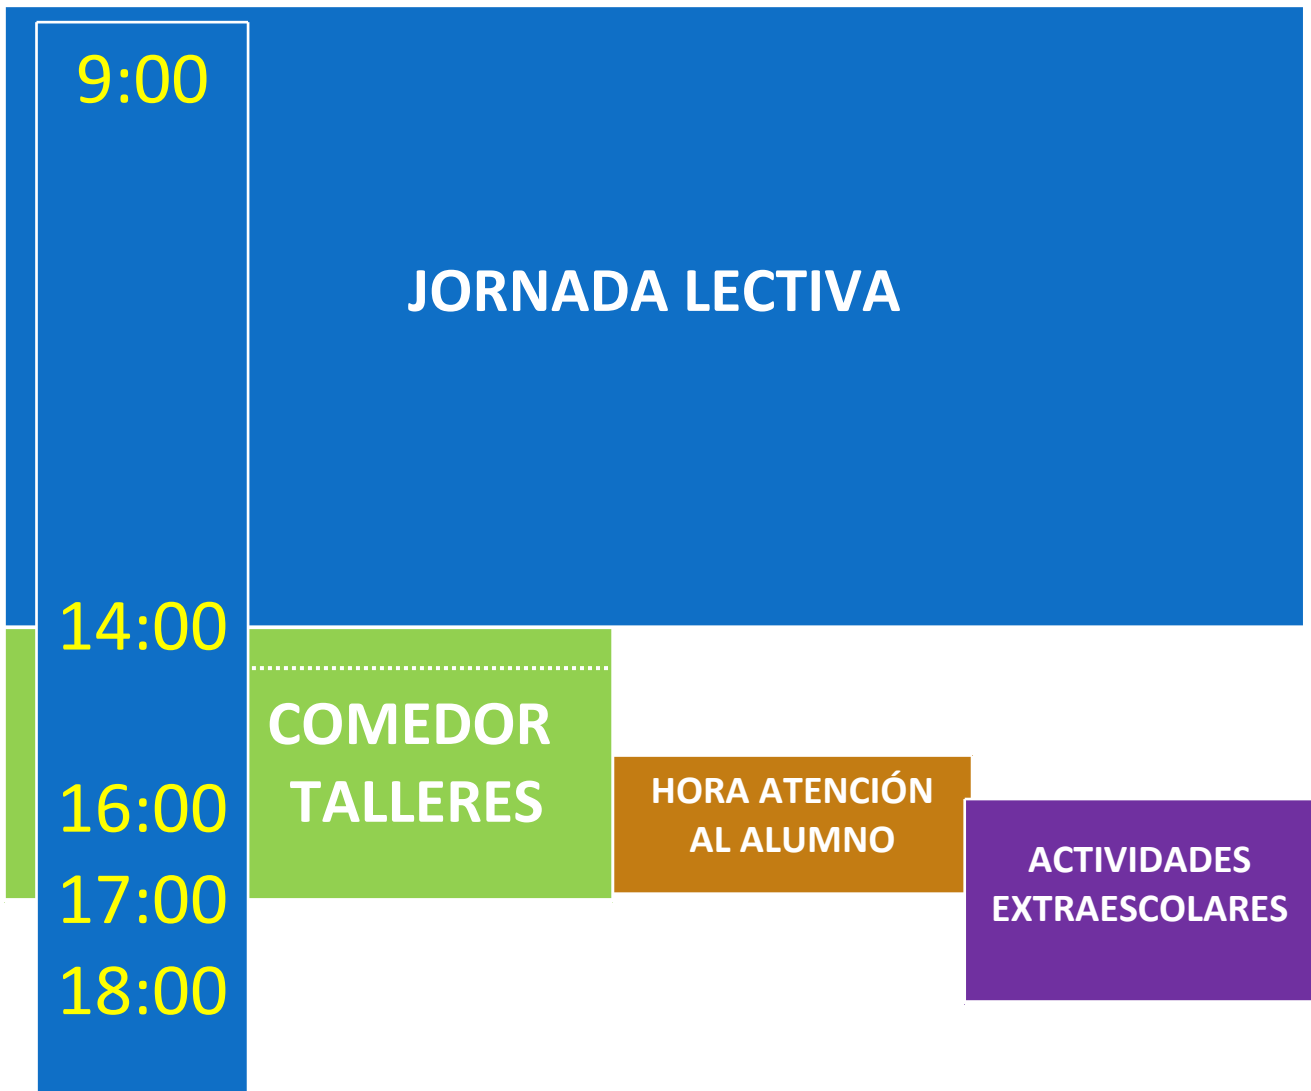 9:00
JORNADA LECTIVA
14:00
COMEDOR
TALLERES
16:00
HORA ATENCIÓN
AL ALUMNO
ACTIVIDADES
EXTRAESCOLARES
17:00
18:00